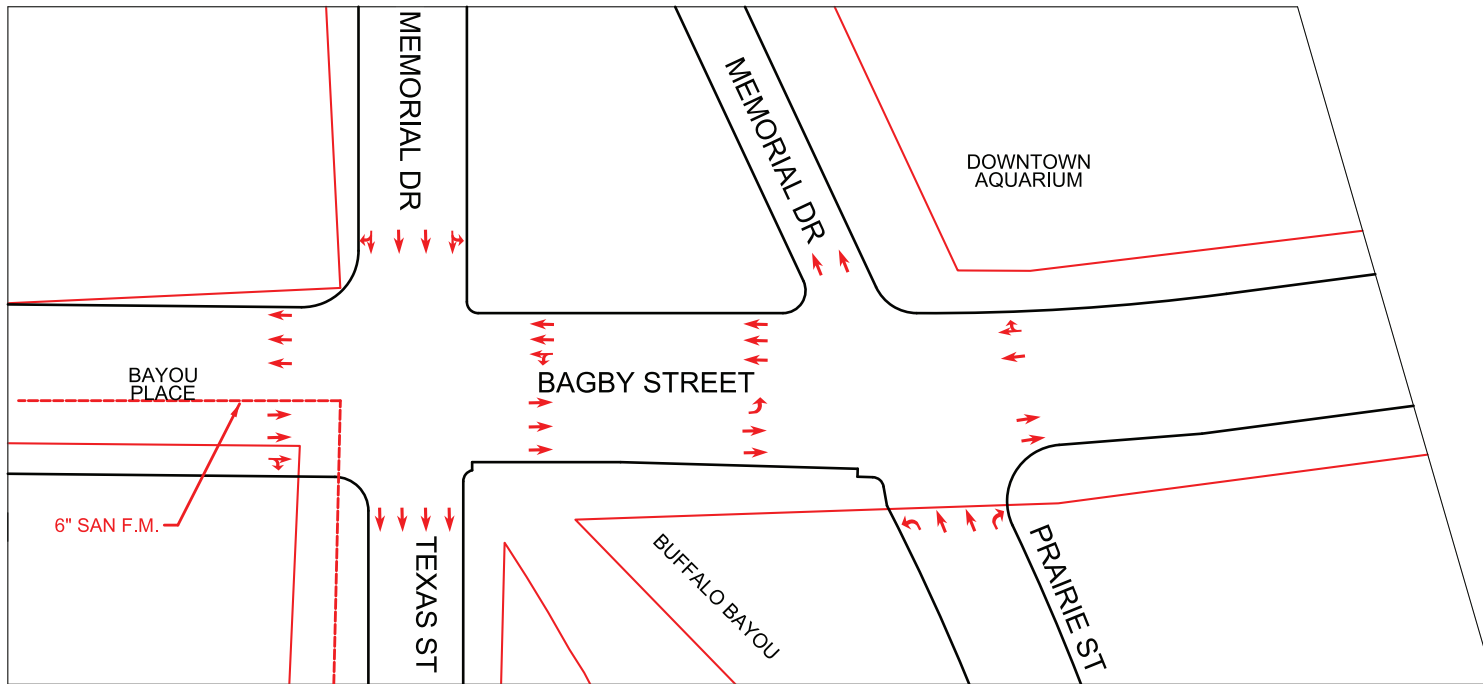 MEMORIAL DR
MEMORIAL DR
DOWNTOWN
AQUARIUM
BAYOU
PLACE
BAGBY STREET
6" SAN F.M.
TEXAS ST
BUFFALO BAYOU
PRAIRIE ST